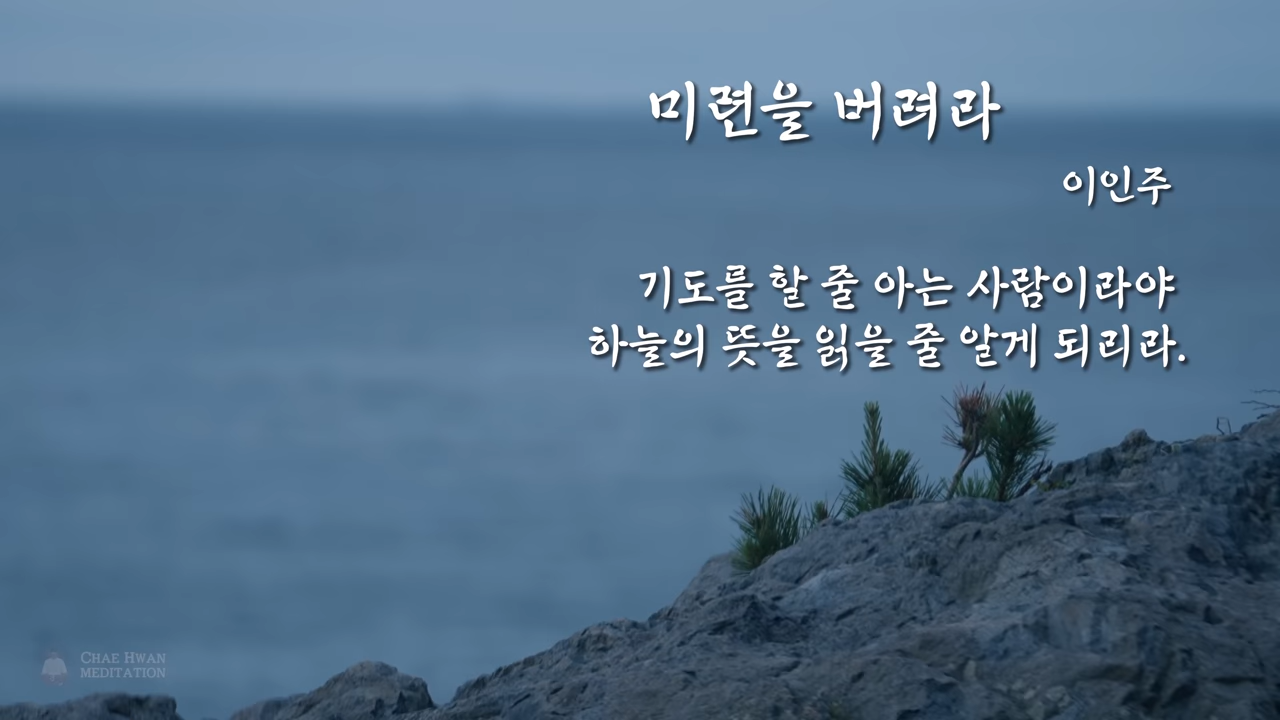 미련을 버려라
이인주
기도를 할 줄 아는 사람이라야
하늘의 뜻을 읽을 줄 알게 되리라.
CHAE HWAN
MEDITATION